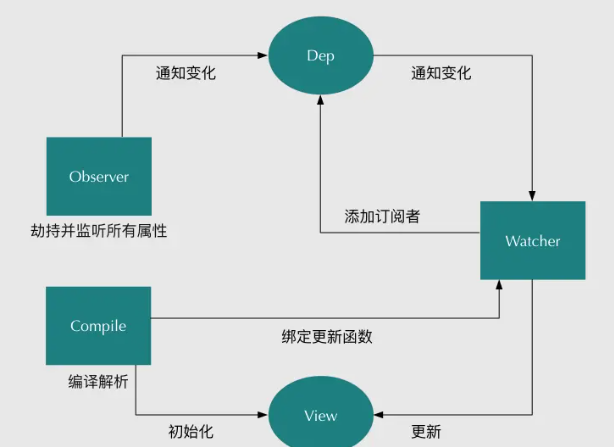 Dep
通知变化
通知变化
Observer
劫持并监听所有属性
添加订阅者
Watcher
Compile
绑定更新函数
编译解析
View
初始化
更新